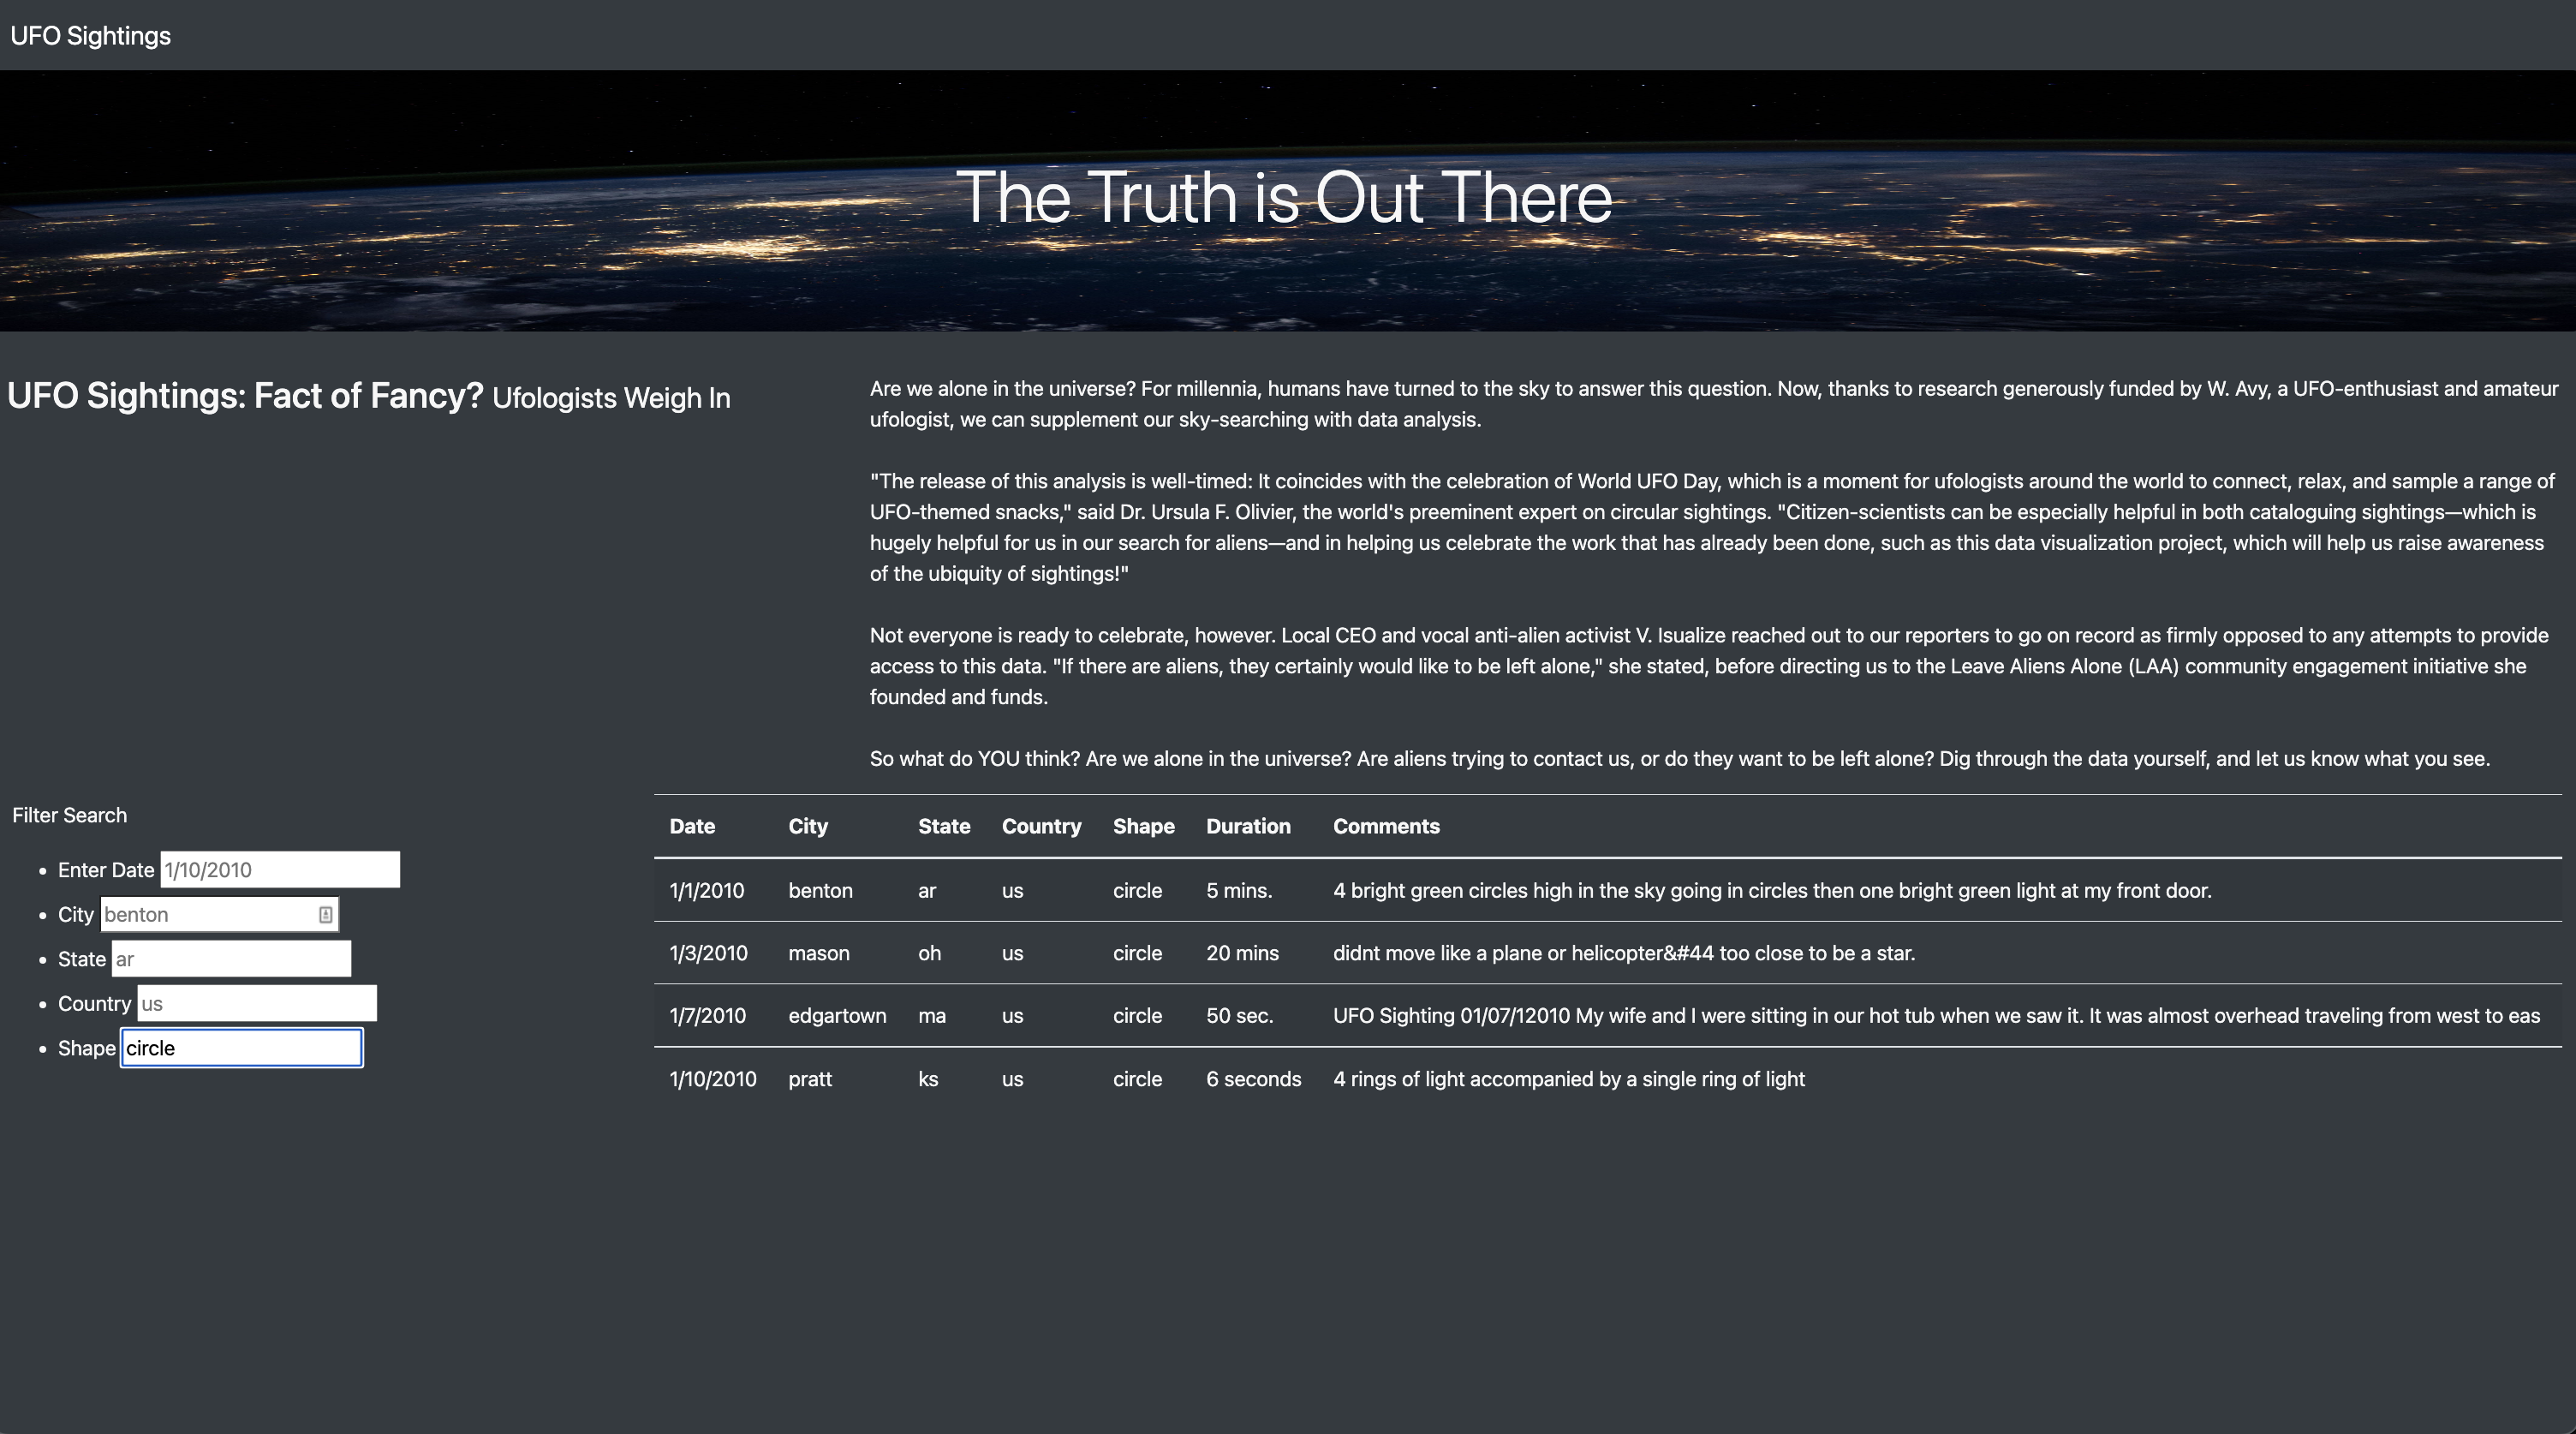 UFO Sightings
The Truth is Out There
UFO Sightings: Fact of Fancy? Ufologists Weigh In
Are we alone in the universe? For millennia, humans have turned to the sky to answer this question. Now, thanks to research generously funded by W. Avy, a UFO-enthusiast and amateur
ufologist, we can supplement our sky-searching with data analysis.
"The release of this analysis is well-timed: It coincides with the celebration of World UFO Day, which is a moment for ufologists around the world to connect, relax, and sample a range of
UFO-themed snacks," said Dr. Ursula F. Olivier, the world's preeminent expert on circular sightings. "Citizen-scientists can be especially helpful in both cataloguing sightings—which is
hugely helpful for us in our search for aliens—and in helping us celebrate the work that has already been done, such as this data visualization project, which will help us raise awareness
of the ubiquity of sightings!"
Not everyone is ready to celebrate, however. Local CEO and vocal anti-alien activist V. Isualize reached out to our reporters to go on record as firmly opposed to any attempts to provide
access to this data. "If there are aliens, they certainly would like to be left alone," she stated, before directing us to the Leave Aliens Alone (LAA) community engagement initiative she
founded and funds.
So what do YOU think? Are we alone in the universe? Are aliens trying to contact us, or do they want to be left alone? Dig through the data yourself, and let us know what you see.
Filter Search
Enter Date 1/10/2010
City benton
State ar
Country us
Shape circle
Date City State Country Shape Duration Comments
1/1/2010 benton ar us circle 5 mins. 4 bright green circles high in the sky going in circles then one bright green light at my front door.
1/3/2010 mason oh us circle 20 mins didnt move like a plane or helicopter&#44 too close to be a star.
1/7/2010 edgartown ma us circle 50 sec. UFO Sighting 01/07/12010 My wife and I were sitting in our hot tub when we saw it. It was almost overhead traveling from west to eas
1/10/2010 pratt ks us circle 6 seconds 4 rings of light accompanied by a single ring of light